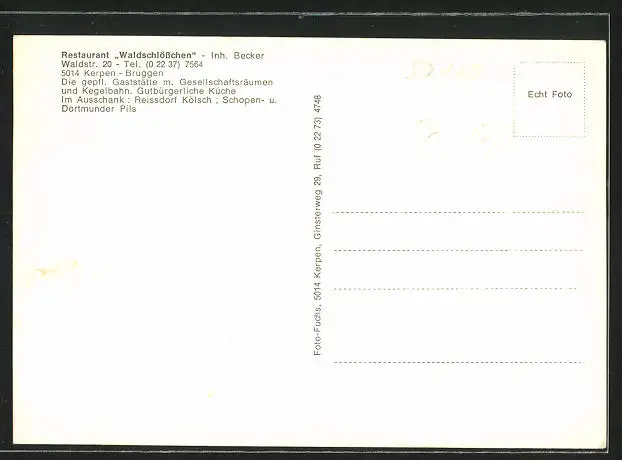 Restaurant „Waldschlößchen" - Inh. Becker
Waldstr. 20 - Tel. (0 22 37) 7564
5014 Kerpen - Brüggen
Die gepfl. Gaststätte m. Gesellschaftsräumen
und Kegelbahn. Gutbürgerliche Küche
Im Ausschank : Reissdorf Kölsch ; Schopen- u.
Dortmunder Pils
Foto-Fuchs, 5014 Kerpen, Ginsterweg 29, Ruf (0 22 73) 4748
Echt Foto